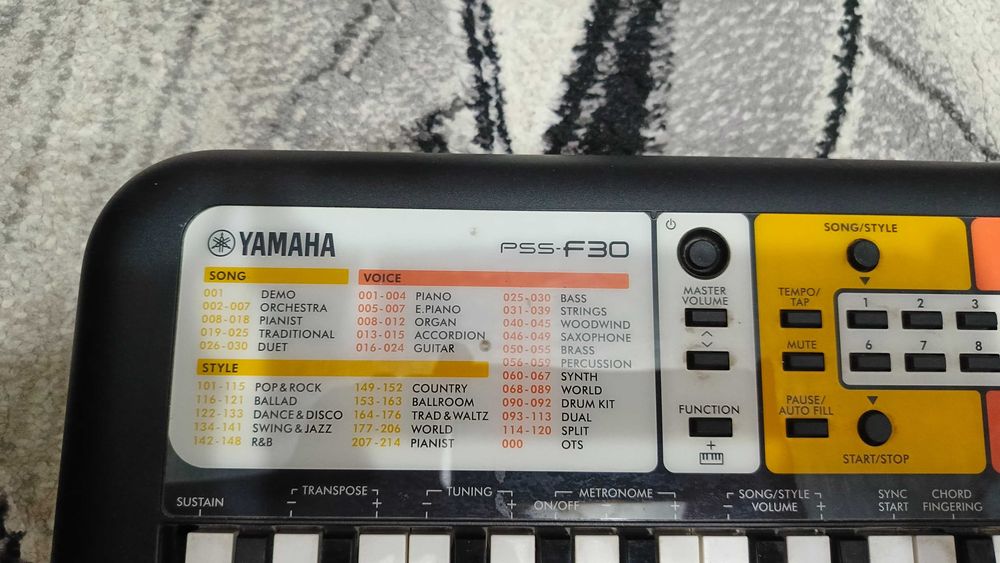 YAMAHA PSS-F30
SONG
001 DEMO
002-007 ORCHESTRA
008-018 PIANIST
019-025 TRADITIONAL
026-030 DUET
VOICE
001-004 PIANO
005-007 E.PIANO
008-012 ORGAN
013-015 ACCORDION
016-024 GUITAR
025-030 BASS
031-039 STRINGS
040-045 WOODWIND
046-049 SAXOPHONE
050-055 BRASS
056-059 PERCUSSION
060-067 SYNTH
068-089 WORLD
090-092 DRUM KIT
093-113 DUAL
114-120 SPLIT
000 OTS
STYLE
101-115 POP&ROCK
116-121 BALLAD
122-133 DANCE&DISCO
134-141 SWING&JAZZ
142-148 R&B
149-152 COUNTRY
153-163 BALLROOM
164-176 TRAD&WALTZ
177-206 WORLD
207-214 PIANIST
MASTER
VOLUME
FUNCTION
+
SONG/STYLE
TEMPO/
TAP
MUTE
PAUSE/
AUTO FILL
1 2 3
6 7 8
START/STOP
SUSTAIN
- TRANSPOSE +
- TUNING +
ON/OFF - METRONOME +
- SONG/STYLE +
VOLUME
SYNC
START
CHORD
FINGERING